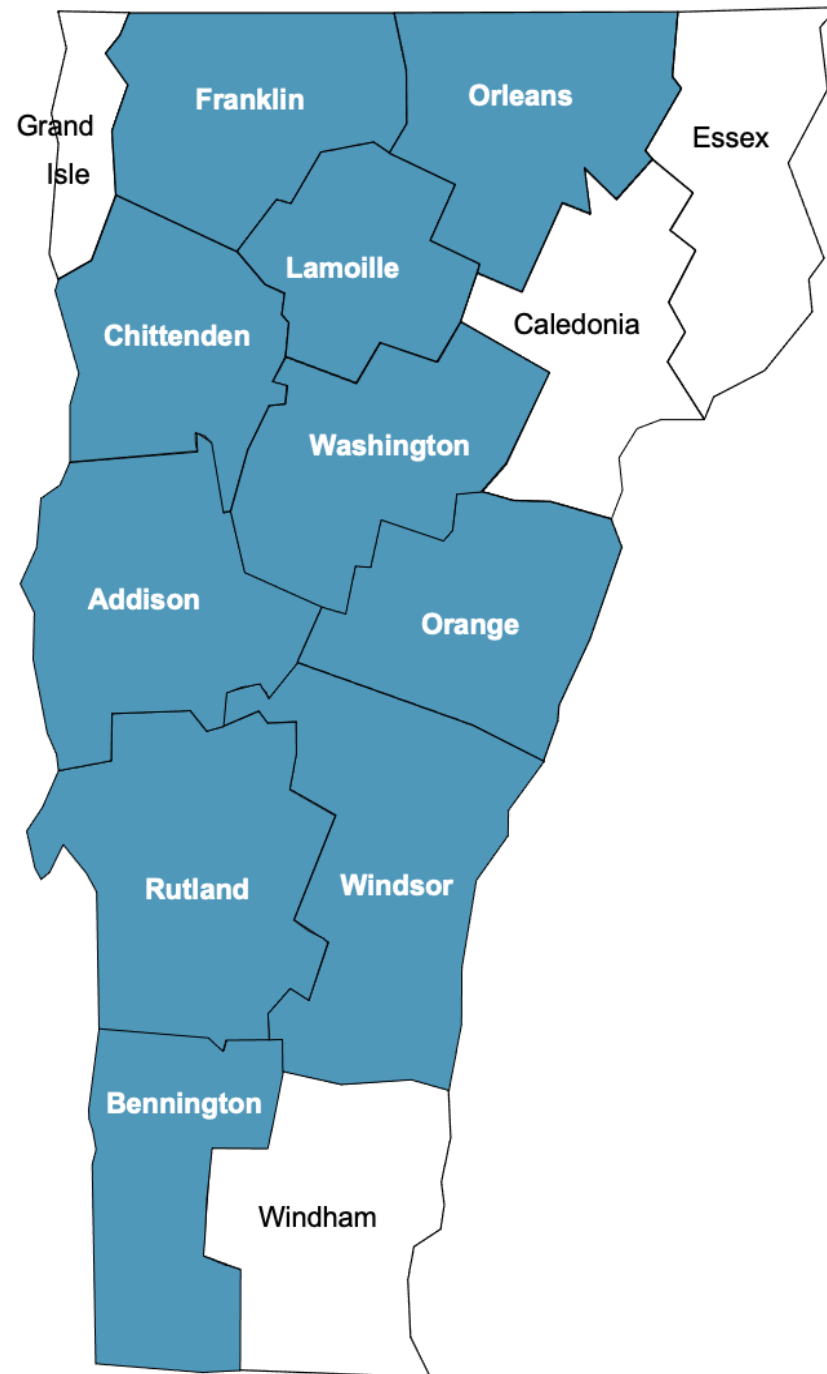 Franklin
Orleans
Grand
Isle
Essex
Lamoille
Chittenden
Caledonia
Washington
Addison
Orange
Rutland
Windsor
Bennington
Windham